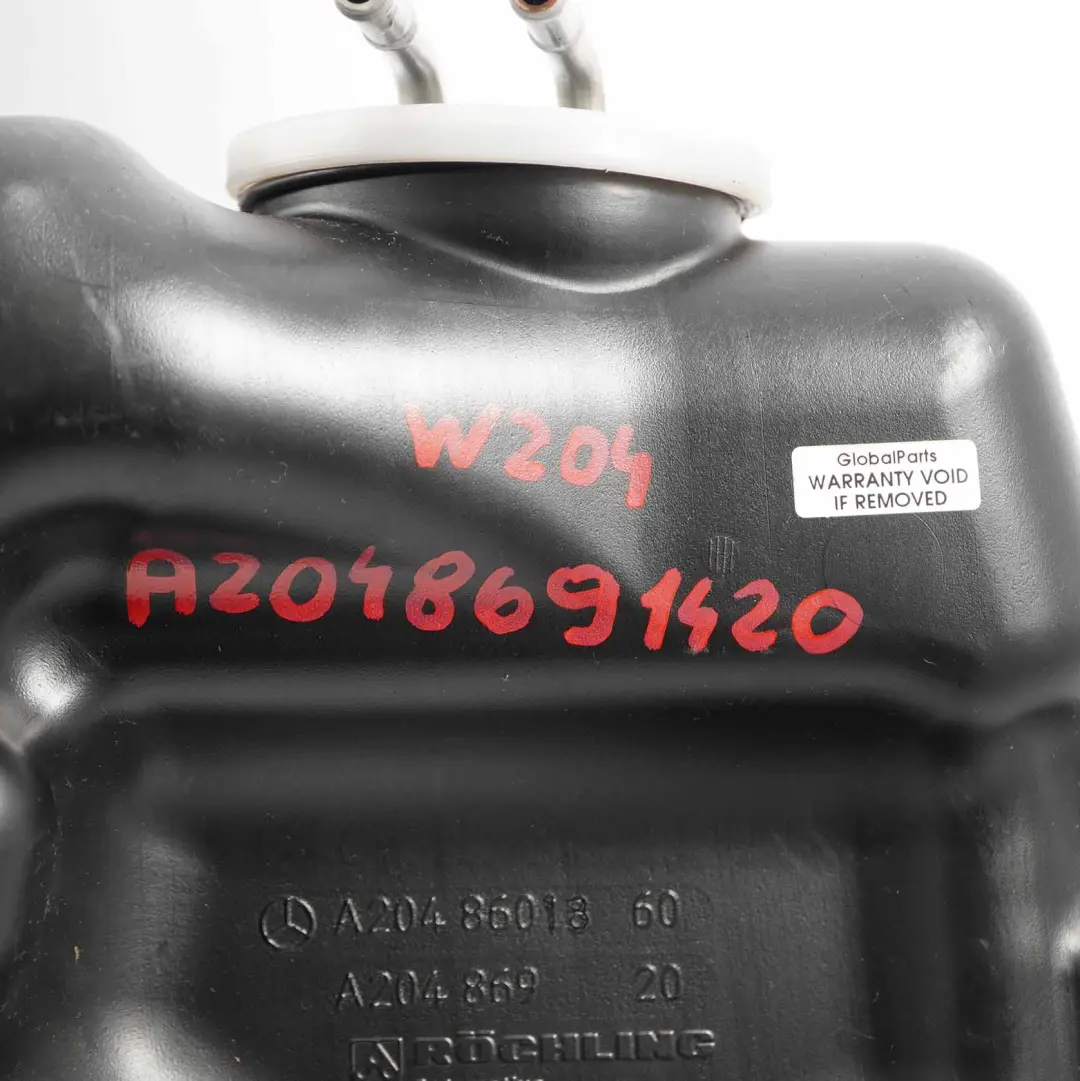 W204
GlobalParts
WARRANTY VOID
IF REMOVED
A2048691420
A204 86018 60
A204 869 20
RÖCHLING